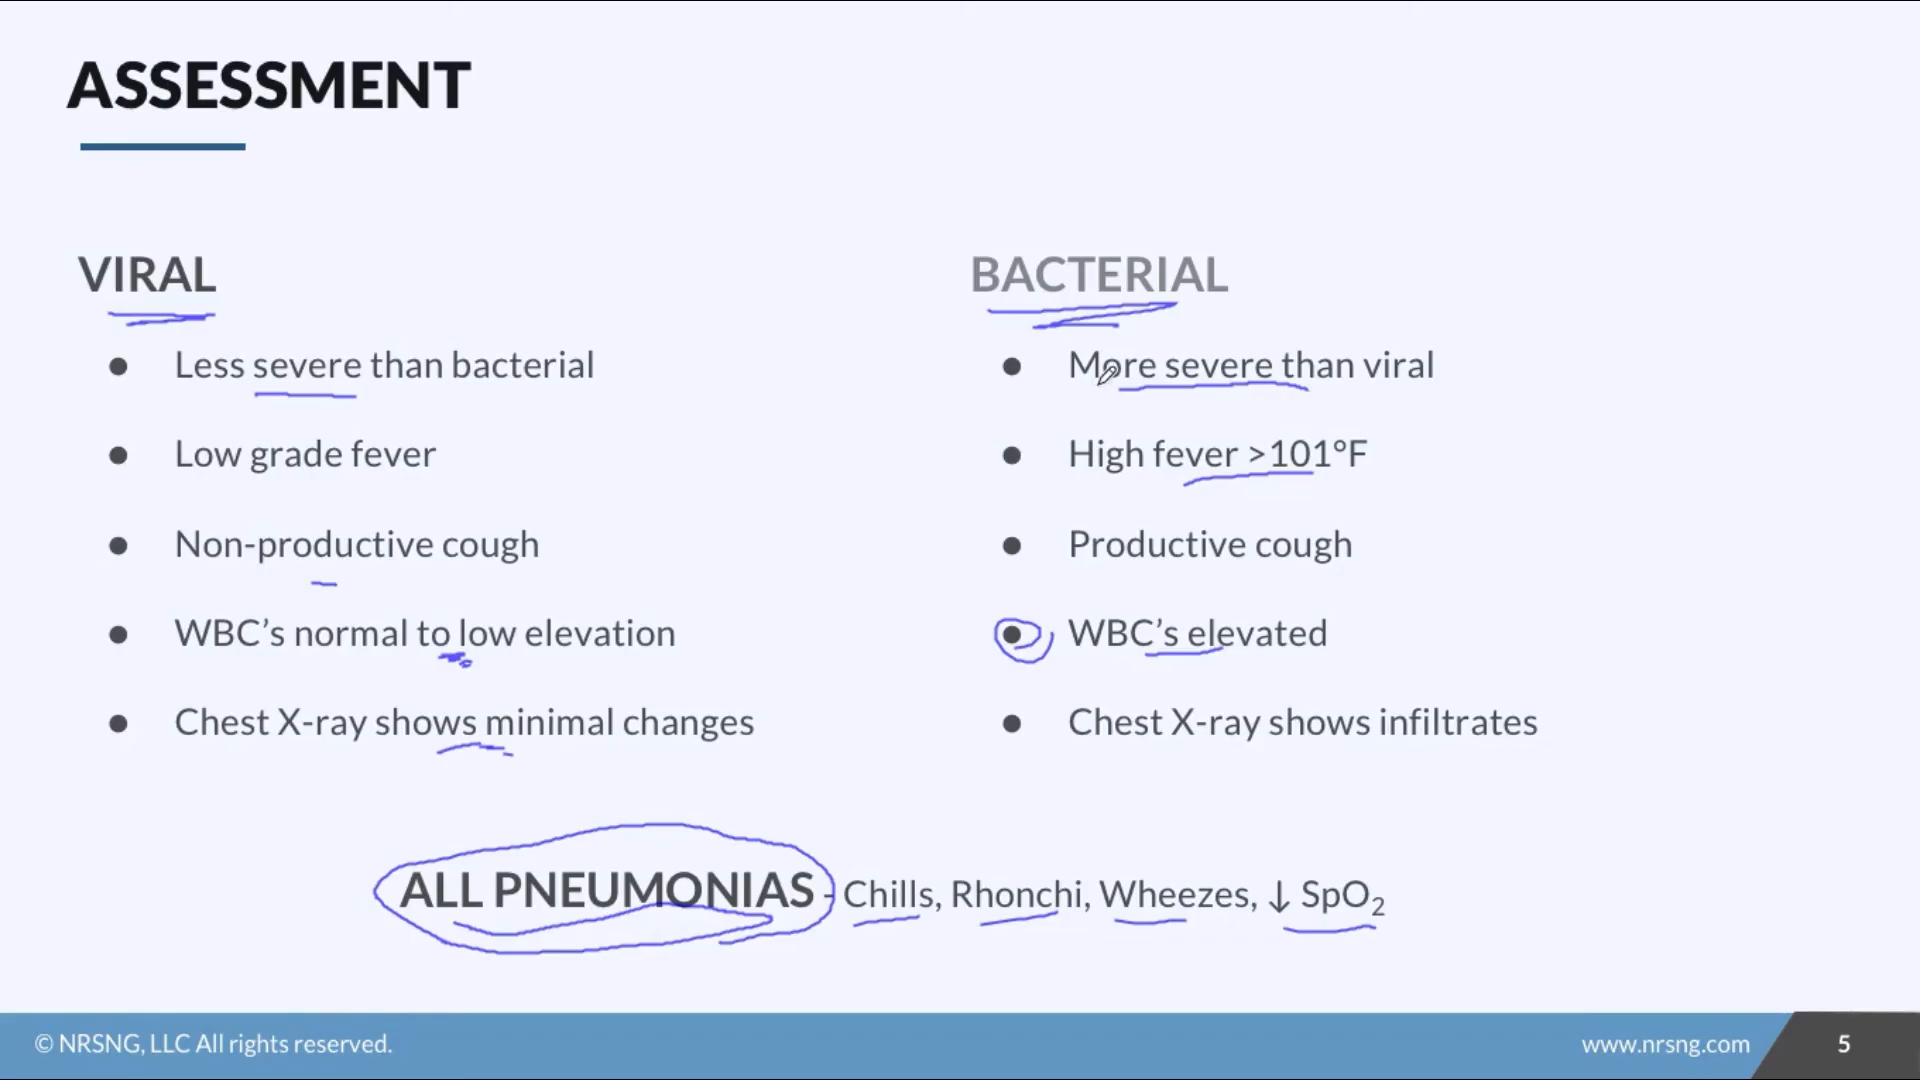 ASSESSMENT
VIRAL
● Less severe than bacterial
● Low grade fever
● Non-productive cough
● WBC’s normal to low elevation
● Chest X-ray shows minimal changes
BACTERIAL
● More severe than viral
● High fever >101°F
● Productive cough
● WBC’s elevated
● Chest X-ray shows infiltrates
ALL PNEUMONIAS - Chills, Rhonchi, Wheezes, ↓ SpO₂
© NRSNG, LLC All rights reserved.
www.nrsng.com
5